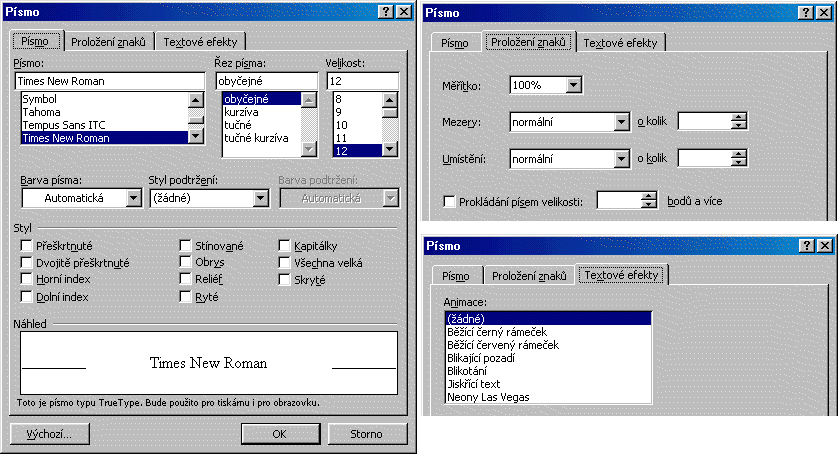 Písmo
Písmo Proložení znaků Textové efekty
Písmo: Řez písma: Velikost:
Times New Roman obyčejné 12
Symbol obyčejné 8
Tahoma kurzíva 9
Tempus Sans ITC tučné 10
Times New Roman tučné kurzíva 11
12
Barva písma: Styl podtržení: Barva podtržení:
Automatická (žádné) Automatická
Styl
Přeškrtnuté Stínované Kapitálky
Dvojitě přeškrtnuté Obrys Všechna velká
Horní index Reliéf Skryté
Dolní index Ryté
Náhled
Times New Roman
Toto je písmo typu TrueType. Bude použito pro tiskárnu i pro obrazovku.
Výchozí... OK Storno
Písmo
Písmo Proložení znaků Textové efekty
Měřítko: 100%
Mezery: normální o kolik
Umístění: normální o kolik
Prokládání písem velikosti: bodů a více
Písmo
Písmo Proložení znaků Textové efekty
Animace:
(žádné)
Běžící černý rámeček
Běžící červený rámeček
Blikající pozadí
Blikotání
Jiskřící text
Neony Las Vegas